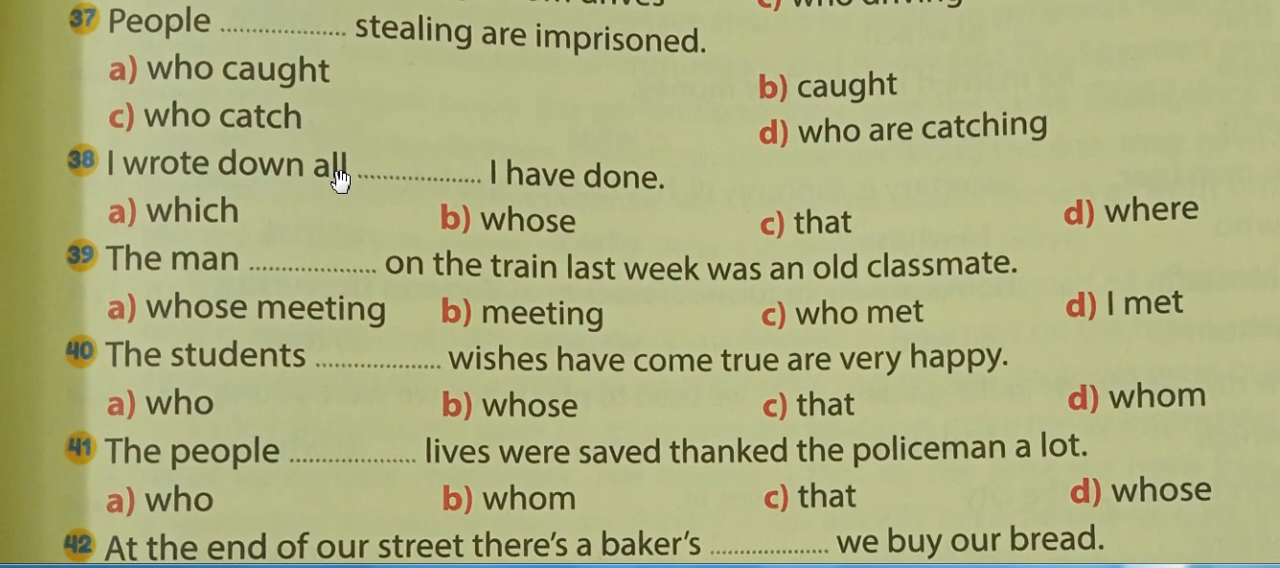 37 People .................. stealing are imprisoned.
a) who caught b) caught
c) who catch d) who are catching
38 I wrote down all .................. I have done.
a) which b) whose c) that d) where
39 The man .................. on the train last week was an old classmate.
a) whose meeting b) meeting c) who met d) I met
40 The students .................. wishes have come true are very happy.
a) who b) whose c) that d) whom
41 The people .................. lives were saved thanked the policeman a lot.
a) who b) whom c) that d) whose
42 At the end of our street there's a baker's .................. we buy our bread.